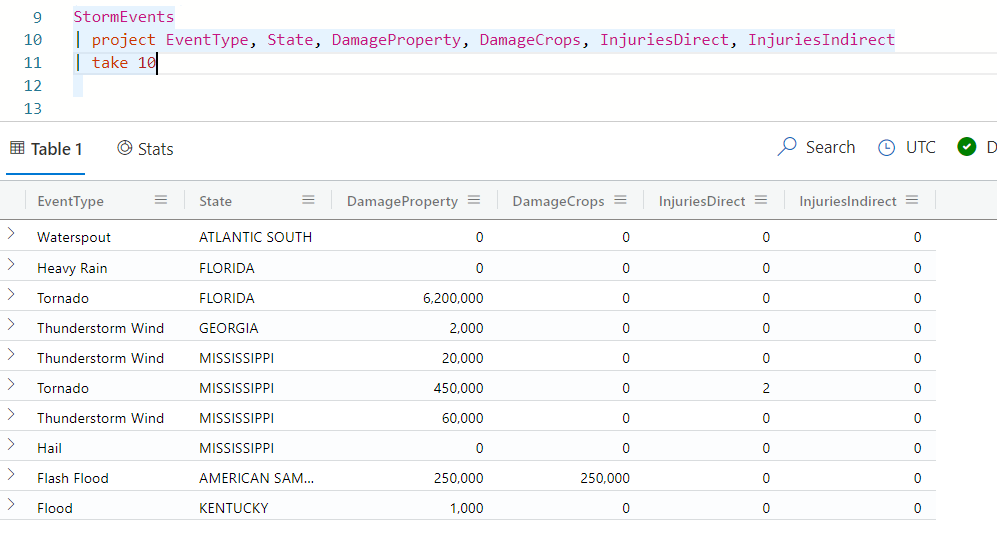 9 StormEvents
10 | project EventType, State, DamageProperty, DamageCrops, InjuriesDirect, InjuriesIndirect
11 | take 10
12
13
Table 1 Stats Search UTC D
EventType State DamageProperty DamageCrops InjuriesDirect InjuriesIndirect
Waterspout ATLANTIC SOUTH 0 0 0 0
Heavy Rain FLORIDA 0 0 0 0
Tornado FLORIDA 6,200,000 0 0 0
Thunderstorm Wind GEORGIA 2,000 0 0 0
Thunderstorm Wind MISSISSIPPI 20,000 0 0 0
Tornado MISSISSIPPI 450,000 0 2 0
Thunderstorm Wind MISSISSIPPI 60,000 0 0 0
Hail MISSISSIPPI 0 0 0 0
Flash Flood AMERICAN SAM... 250,000 250,000 0 0
Flood KENTUCKY 1,000 0 0 0